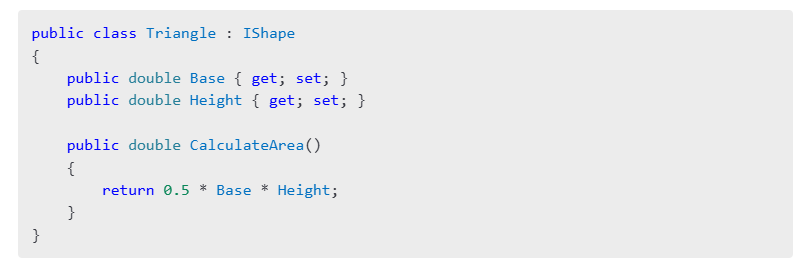 public class Triangle : IShape
{
    public double Base { get; set; }
    public double Height { get; set; }

    public double CalculateArea()
    {
        return 0.5 * Base * Height;
    }
}